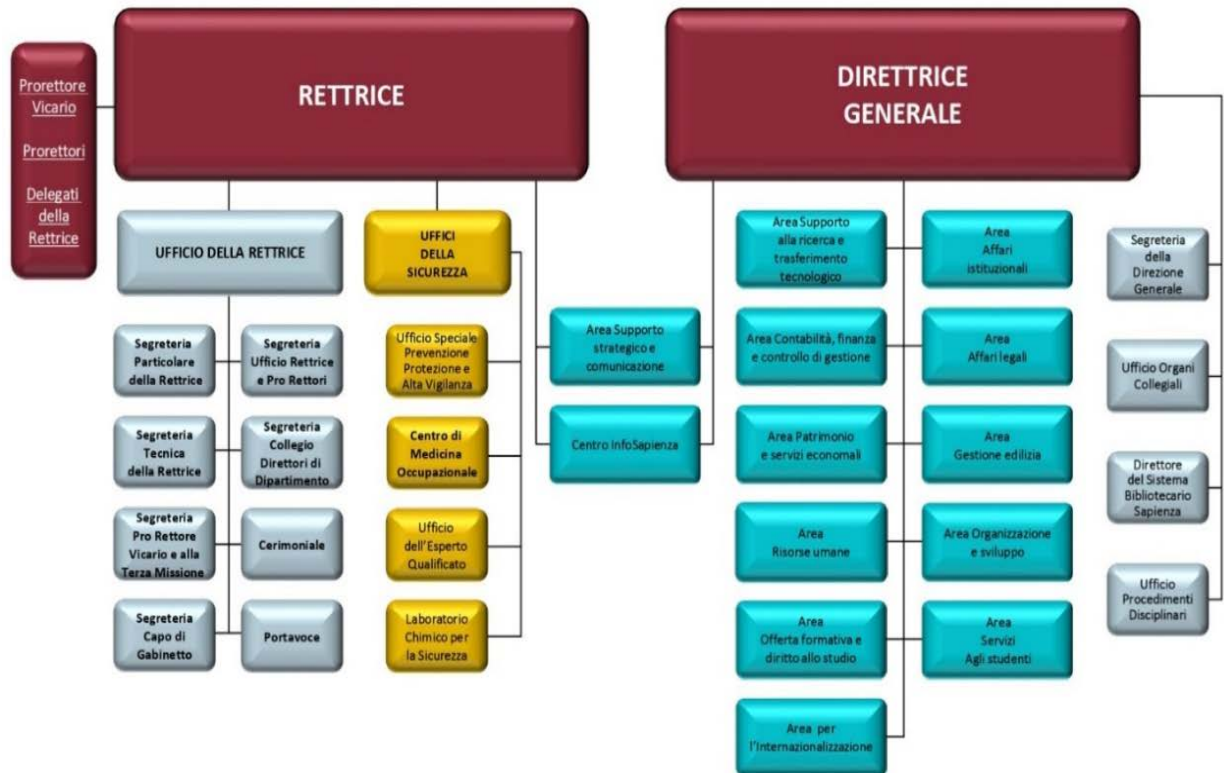 Prorettore
Vicario
Prorettori
Delegati
della
Rettrice
RETTRICE
DIRETTRICE
GENERALE
UFFICIO DELLA RETTRICE
Segreteria
Particolare
della Rettrice
Segreteria
Ufficio Rettrice
e Pro Rettori
Segreteria
Tecnica
della Rettrice
Segreteria
Collegio
Direttori di
Dipartimento
Segreteria
Pro Rettore
Vicario e alla
Terza Missione
Cerimoniale
Segreteria
Capo di
Gabinetto
Portavoce
UFFICI
DELLA
SICUREZZA
Ufficio Speciale
Prevenzione
Protezione e
Alta Vigilanza
Centro di
Medicina
Occupazionale
Ufficio
dell'Esperto
Qualificato
Laboratorio
Chimico per
la Sicurezza
Area Supporto
strategico e
comunicazione
Centro InfoSapienza
Area Supporto
alla ricerca e
trasferimento
tecnologico
Area
Affari
istituzionali
Area Contabilità, finanza
e controllo di gestione
Area
Affari legali
Area Patrimonio
e servizi economali
Area
Gestione edilizia
Area
Risorse umane
Area Organizzazione
e sviluppo
Area
Offerta formativa e
diritto allo studio
Area
Servizi
Agli studenti
Area per
l'Internazionalizzazione
Segreteria
della
Direzione
Generale
Ufficio Organi
Collegiali
Direttore
del Sistema
Bibliotecario
Sapienza
Ufficio
Procedimenti
Disciplinari